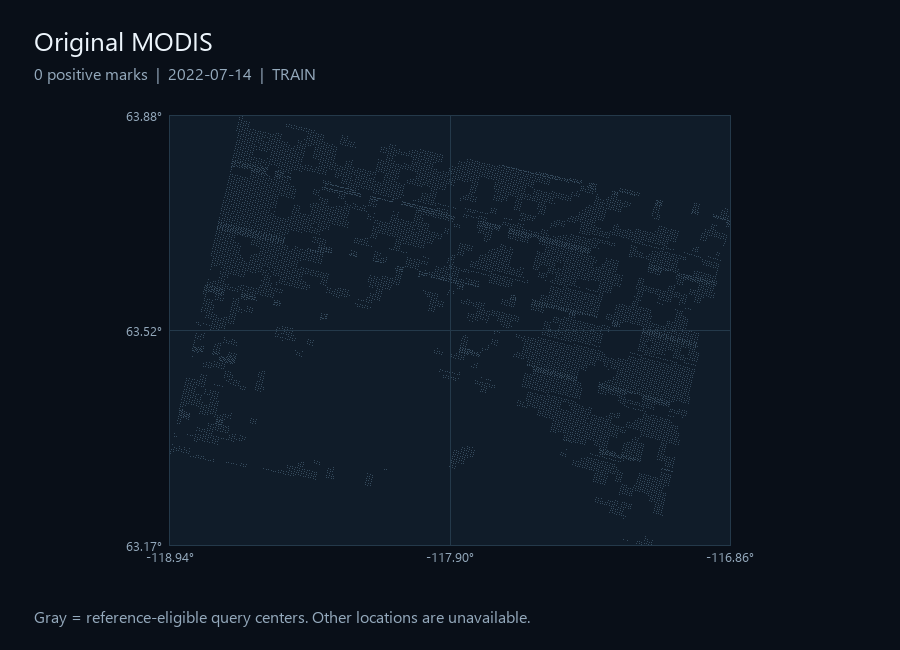 Original MODIS
0 positive marks | 2022-07-14 | TRAIN
63.88°
63.52°
63.17°
-118.94°
-117.90°
-116.86°
Gray = reference-eligible query centers. Other locations are unavailable.